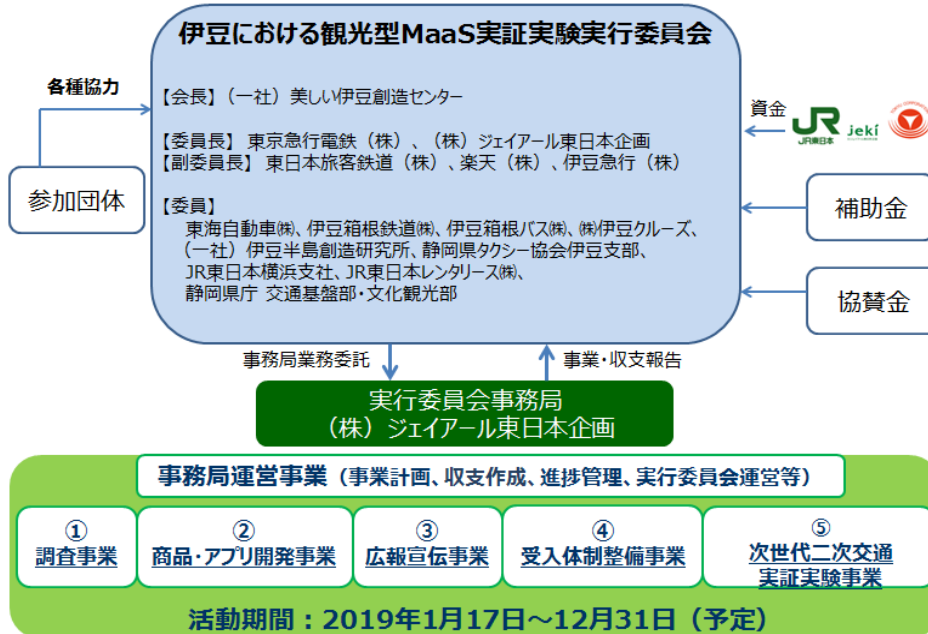 伊豆における観光型MaaS実証実験実行委員会
各種協力
参加団体
【会長】（一社）美しい伊豆創造センター
【委員長】東京急行電鉄（株）、（株）ジェイアール東日本企画
【副委員長】東日本旅客鉄道（株）、楽天（株）、伊豆急行（株）
【委員】
東海自動車㈱、伊豆箱根鉄道㈱、伊豆箱根バス㈱、㈱伊豆クルーズ、
（一社）伊豆半島創造研究所、静岡県タクシー協会伊豆支部、
JR東日本横浜支社、JR東日本レンタリース㈱、
静岡県庁 交通基盤部・文化観光部
資金
JR
JR東日本
jeki
補助金
協賛金
事務局業務委託
事業・収支報告
実行委員会事務局
（株）ジェイアール東日本企画
事務局運営事業（事業計画、収支作成、進捗管理、実行委員会運営等）
①
調査事業
②
商品・アプリ開発事業
③
広報宣伝事業
④
受入体制整備事業
⑤
次世代二次交通
実証実験事業
活動期間：2019年1月17日～12月31日（予定）